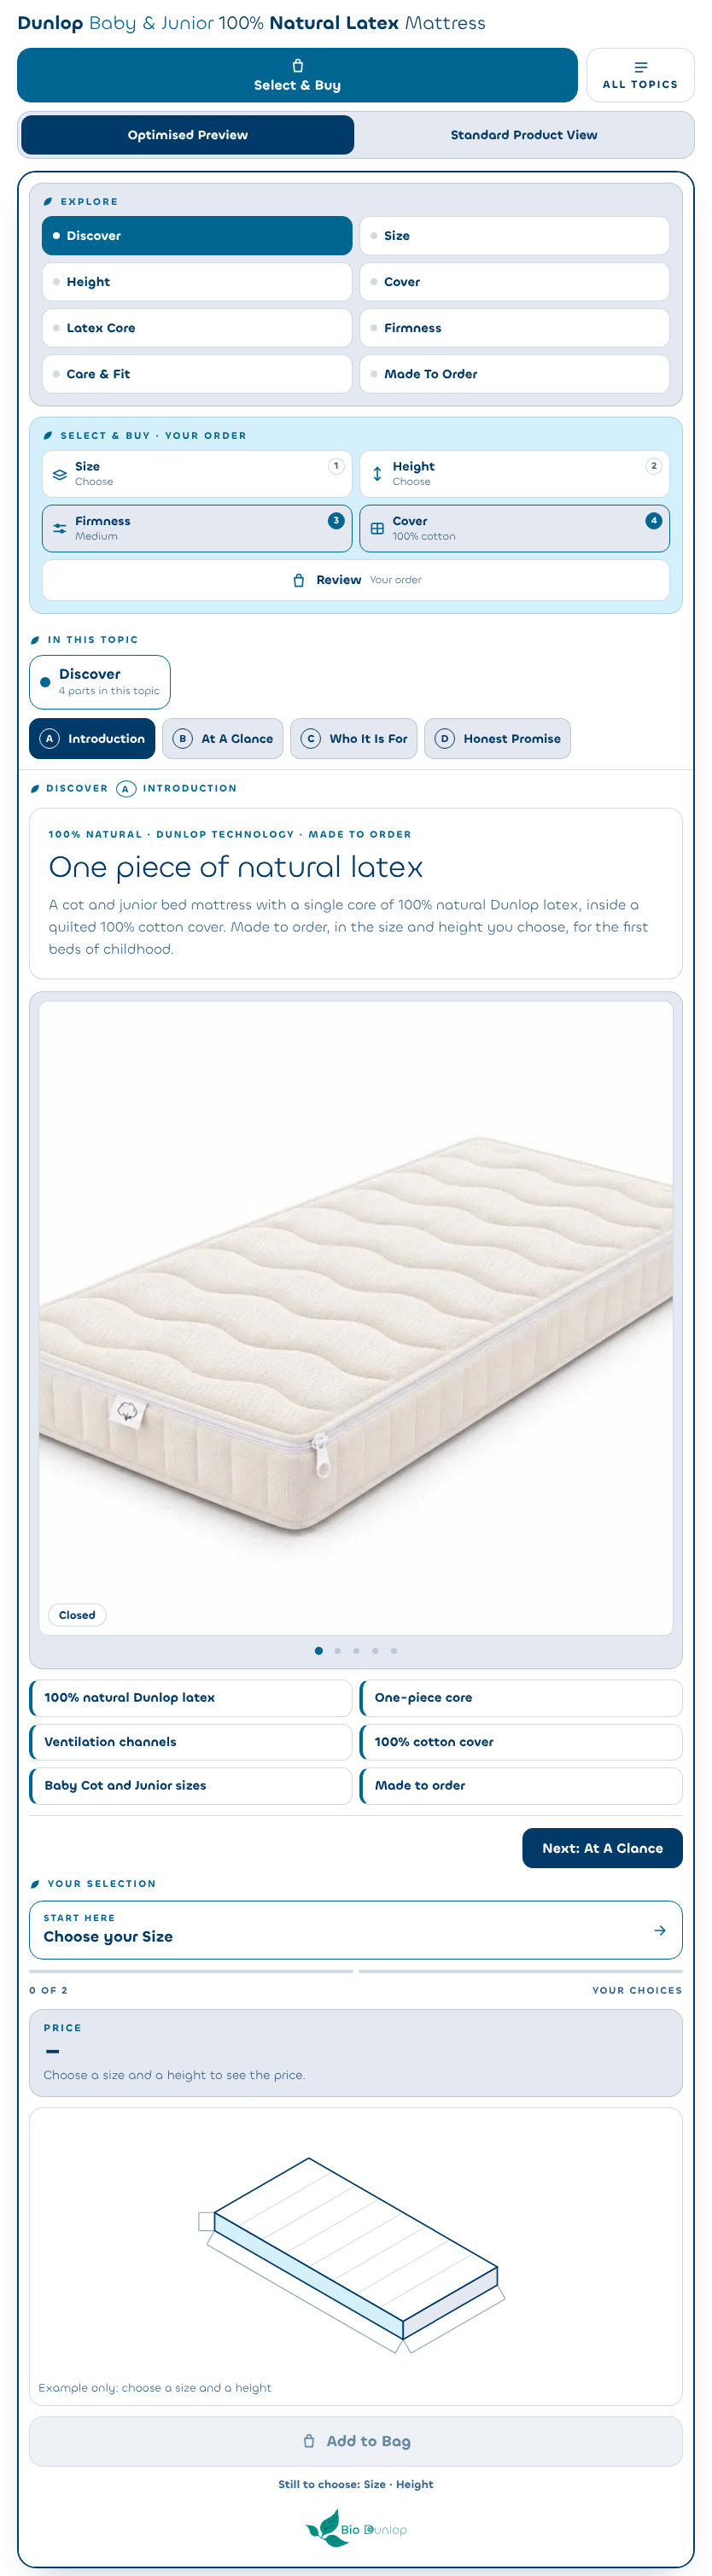 Dunlop Baby & Junior 100% Natural Latex Mattress
Select & Buy
ALL TOPICS
Optimised Preview
Standard Product View
EXPLORE
Discover
Size
Height
Cover
Latex Core
Firmness
Care & Fit
Made To Order
SELECT & BUY · YOUR ORDER
Size
Choose
1
Height
Choose
2
Firmness
Medium
3
Cover
100% cotton
4
Review Your order
IN THIS TOPIC
Discover
4 parts in this topic
A Introduction
B At A Glance
C Who It Is For
D Honest Promise
DISCOVER A INTRODUCTION
100% NATURAL · DUNLOP TECHNOLOGY · MADE TO ORDER
One piece of natural latex
A cot and junior bed mattress with a single core of 100% natural Dunlop latex, inside a
quilted 100% cotton cover. Made to order, in the size and height you choose, for the first
beds of childhood.
Closed
100% natural Dunlop latex
One-piece core
Ventilation channels
100% cotton cover
Baby Cot and Junior sizes
Made to order
Next: At A Glance
YOUR SELECTION
START HERE
Choose your Size
0 OF 2
YOUR CHOICES
PRICE
–
Choose a size and a height to see the price.
Example only: choose a size and a height
Add to Bag
Still to choose: Size · Height
Bio Dunlop